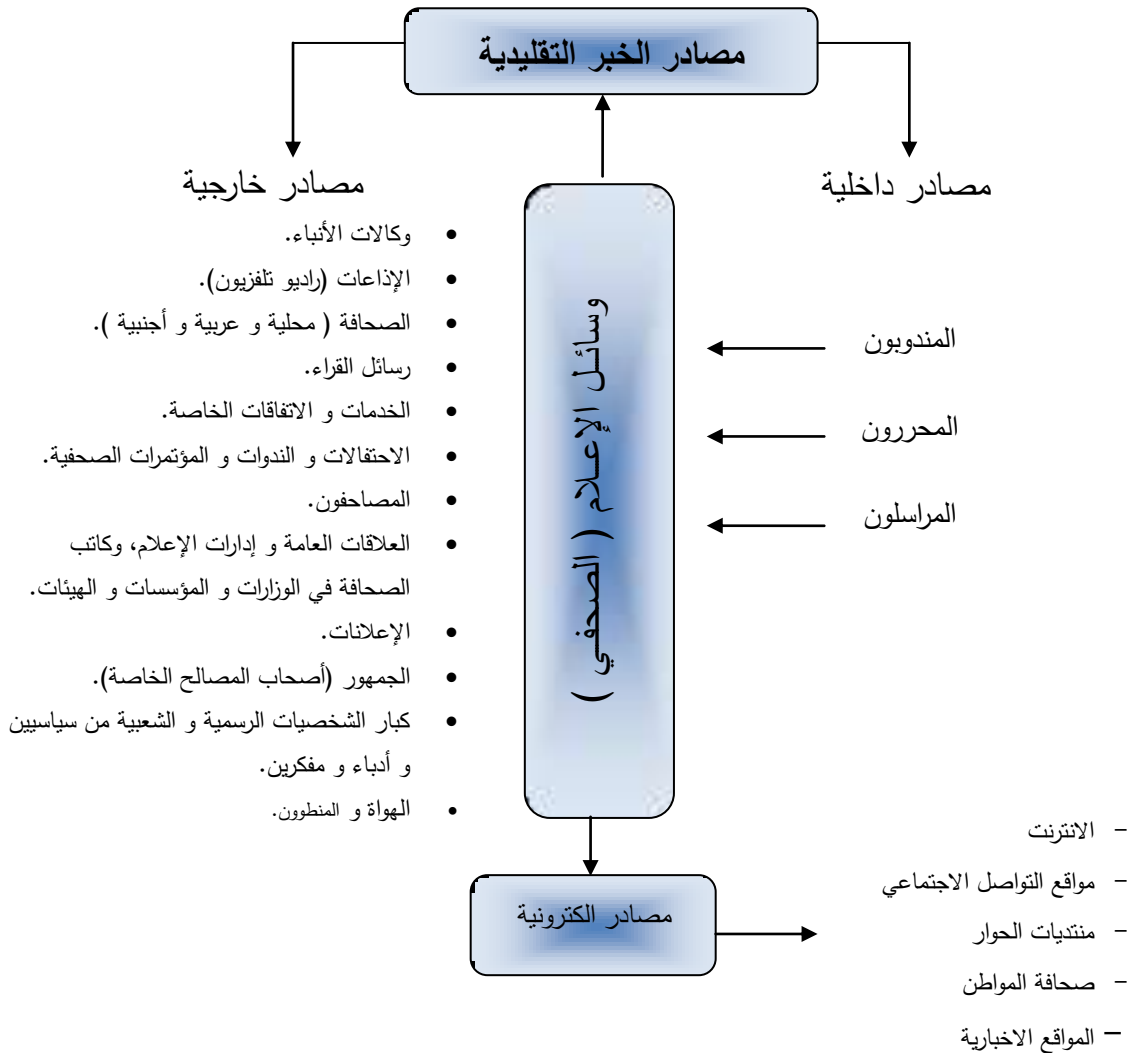 مصادر الخبر التقليدية
مصادر داخلية
المندوبون
المحررون
المراسلون
وسائل الإعلام ( الصحفي )
مصادر خارجية
• وكالات الأنباء.
• الإذاعات (راديو تلفزيون).
• الصحافة ( محلية و عربية و أجنبية ).
• رسائل القراء.
• الخدمات و الاتفاقات الخاصة.
• الاحتفالات و الندوات و المؤتمرات الصحفية.
• المصاحفون.
• العلاقات العامة و إدارات الإعلام، وكاتب
الصحافة في الوزارات و المؤسسات و الهيئات.
• الإعلانات.
• الجمهور (أصحاب المصالح الخاصة).
• كبار الشخصيات الرسمية و الشعبية من سياسيين
و أدباء و مفكرين.
• الهواة و المنطوون.
مصادر الكترونية
- الانترنت
- مواقع التواصل الاجتماعي
- منتديات الحوار
- صحافة المواطن
- المواقع الاخبارية